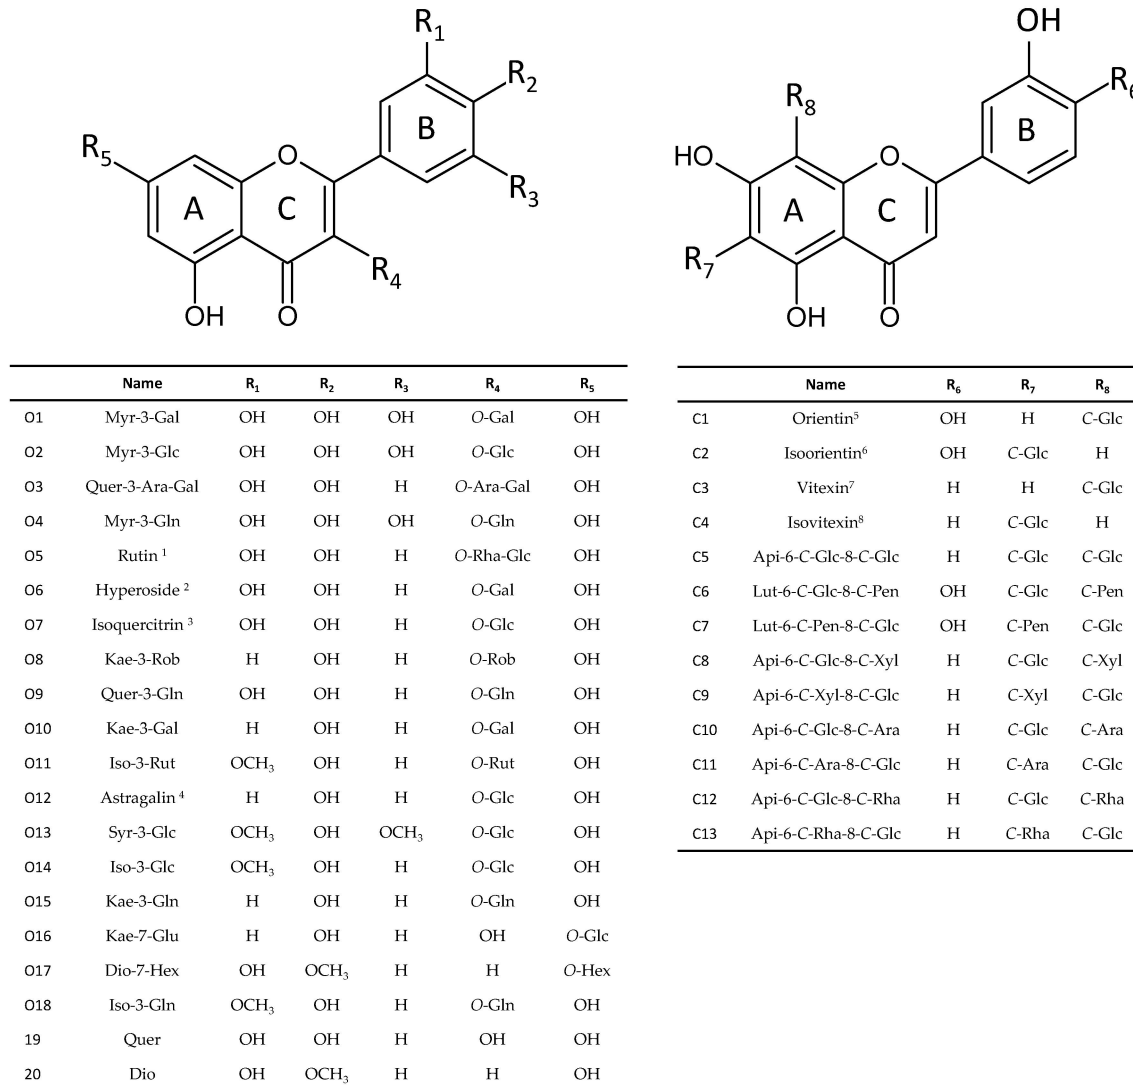 R₁
R₂
B
R₃
R₅
O
A
C
R₄
OH
O
OH
R₆
R₈
B
HO
O
A
C
R₇
OH
O
Name R₁ R₂ R₃ R₄ R₅
O1 Myr-3-Gal OH OH OH O-Gal OH
O2 Myr-3-Glc OH OH OH O-Glc OH
O3 Quer-3-Ara-Gal OH OH H O-Ara-Gal OH
O4 Myr-3-Gln OH OH OH O-Gln OH
O5 Rutin ¹ OH OH H O-Rha-Glc OH
O6 Hyperoside ² OH OH H O-Gal OH
O7 Isoquercitrin ³ OH OH H O-Glc OH
O8 Kae-3-Rob H OH H O-Rob OH
O9 Quer-3-Gln OH OH H O-Gln OH
O10 Kae-3-Gal H OH H O-Gal OH
O11 Iso-3-Rut OCH₃ OH H O-Rut OH
O12 Astragalin ⁴ H OH H O-Glc OH
O13 Syr-3-Glc OCH₃ OH OCH₃ O-Glc OH
O14 Iso-3-Glc OCH₃ OH H O-Glc OH
O15 Kae-3-Gln H OH H O-Gln OH
O16 Kae-7-Glu H OH H OH O-Glc
O17 Dio-7-Hex OH OCH₃ H H O-Hex
O18 Iso-3-Gln OCH₃ OH H O-Gln OH
19 Quer OH OH H OH OH
20 Dio OH OCH₃ H H OH
Name R₆ R₇ R₈
C1 Orientin⁵ OH H C-Glc
C2 Isoorientin⁶ OH C-Glc H
C3 Vitexin⁷ H H C-Glc
C4 Isovitexin⁸ H C-Glc H
C5 Api-6-C-Glc-8-C-Glc H C-Glc C-Glc
C6 Lut-6-C-Glc-8-C-Pen OH C-Glc C-Pen
C7 Lut-6-C-Pen-8-C-Glc OH C-Pen C-Glc
C8 Api-6-C-Glc-8-C-Xyl H C-Glc C-Xyl
C9 Api-6-C-Xyl-8-C-Glc H C-Xyl C-Glc
C10 Api-6-C-Glc-8-C-Ara H C-Glc C-Ara
C11 Api-6-C-Ara-8-C-Glc H C-Ara C-Glc
C12 Api-6-C-Glc-8-C-Rha H C-Glc C-Rha
C13 Api-6-C-Rha-8-C-Glc H C-Rha C-Glc